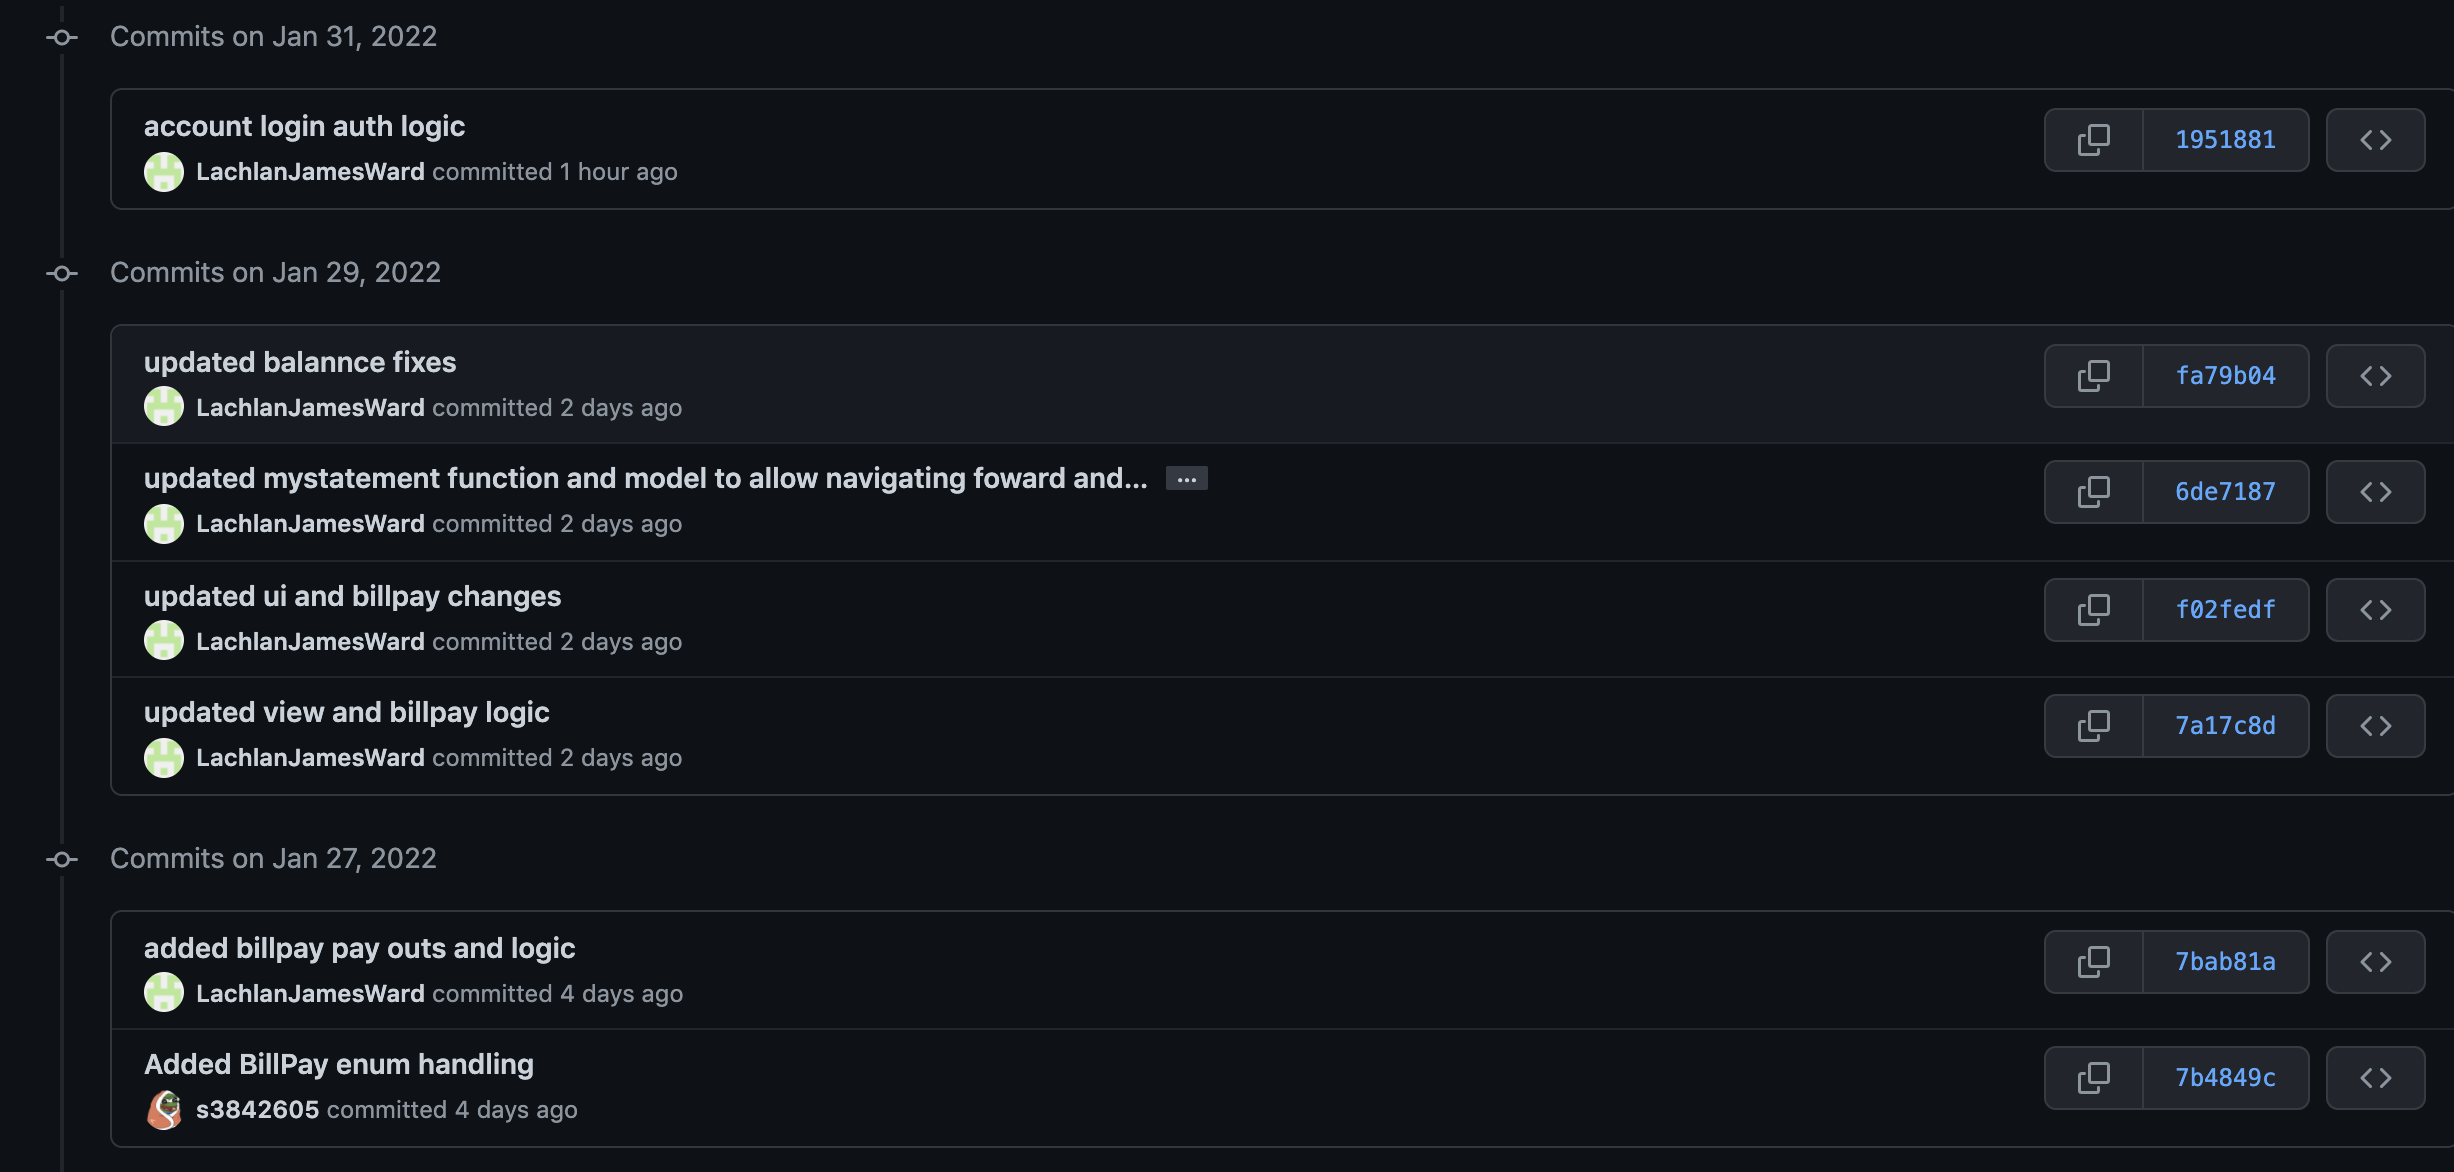 Commits on Jan 31, 2022
account login auth logic
1951881
LachlanJamesWard committed 1 hour ago
Commits on Jan 29, 2022
updated balannce fixes
fa79b04
LachlanJamesWard committed 2 days ago
updated mystatement function and model to allow navigating foward and... ...
6de7187
LachlanJamesWard committed 2 days ago
updated ui and billpay changes
f02fedf
LachlanJamesWard committed 2 days ago
updated view and billpay logic
7a17c8d
LachlanJamesWard committed 2 days ago
Commits on Jan 27, 2022
added billpay pay outs and logic
7bab81a
LachlanJamesWard committed 4 days ago
Added BillPay enum handling
7b4849c
s3842605 committed 4 days ago